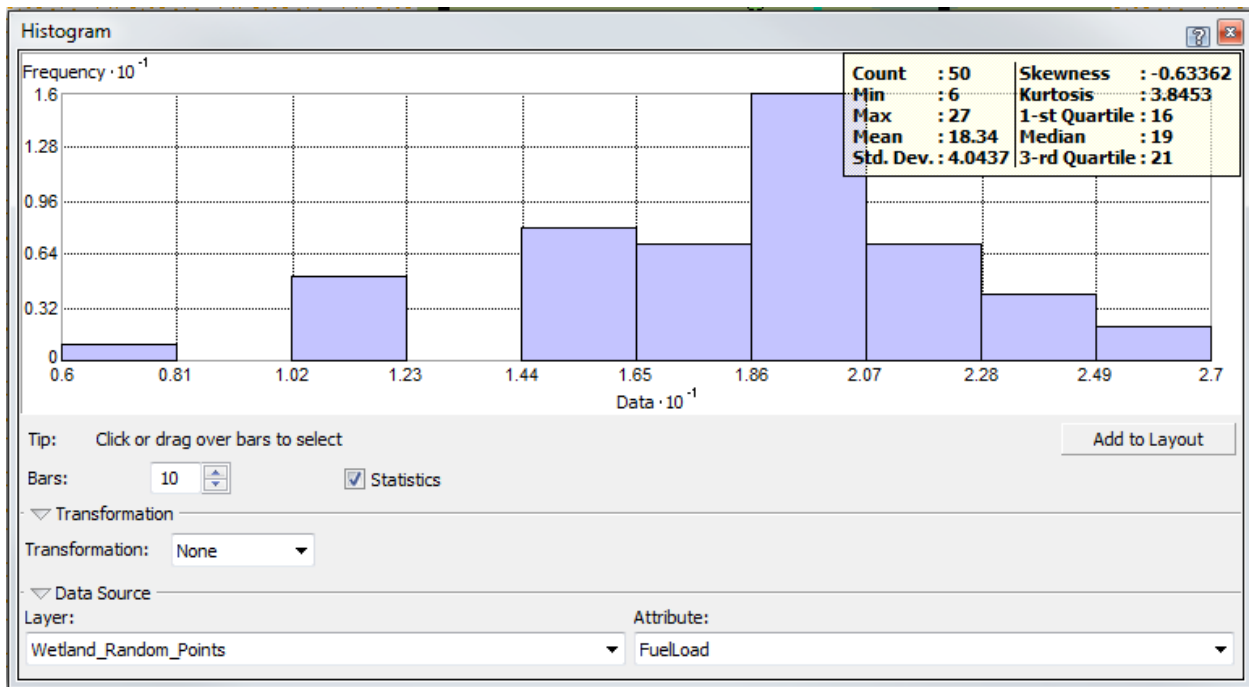 Histogram
Frequency · 10 -1
Count : 50 Skewness : -0.63362
Min : 6 Kurtosis : 3.8453
Max : 27 1-st Quartile : 16
Mean : 18.34 Median : 19
Std. Dev. : 4.0437 3-rd Quartile : 21
1.6
1.28
0.96
0.64
0.32
0
0.6 0.81 1.02 1.23 1.44 1.65 1.86 2.07 2.28 2.49 2.7
Data · 10 -1
Tip: Click or drag over bars to select Add to Layout
Bars: 10 Statistics
Transformation
Transformation: None
Data Source
Layer: Attribute:
Wetland_Random_Points FuelLoad